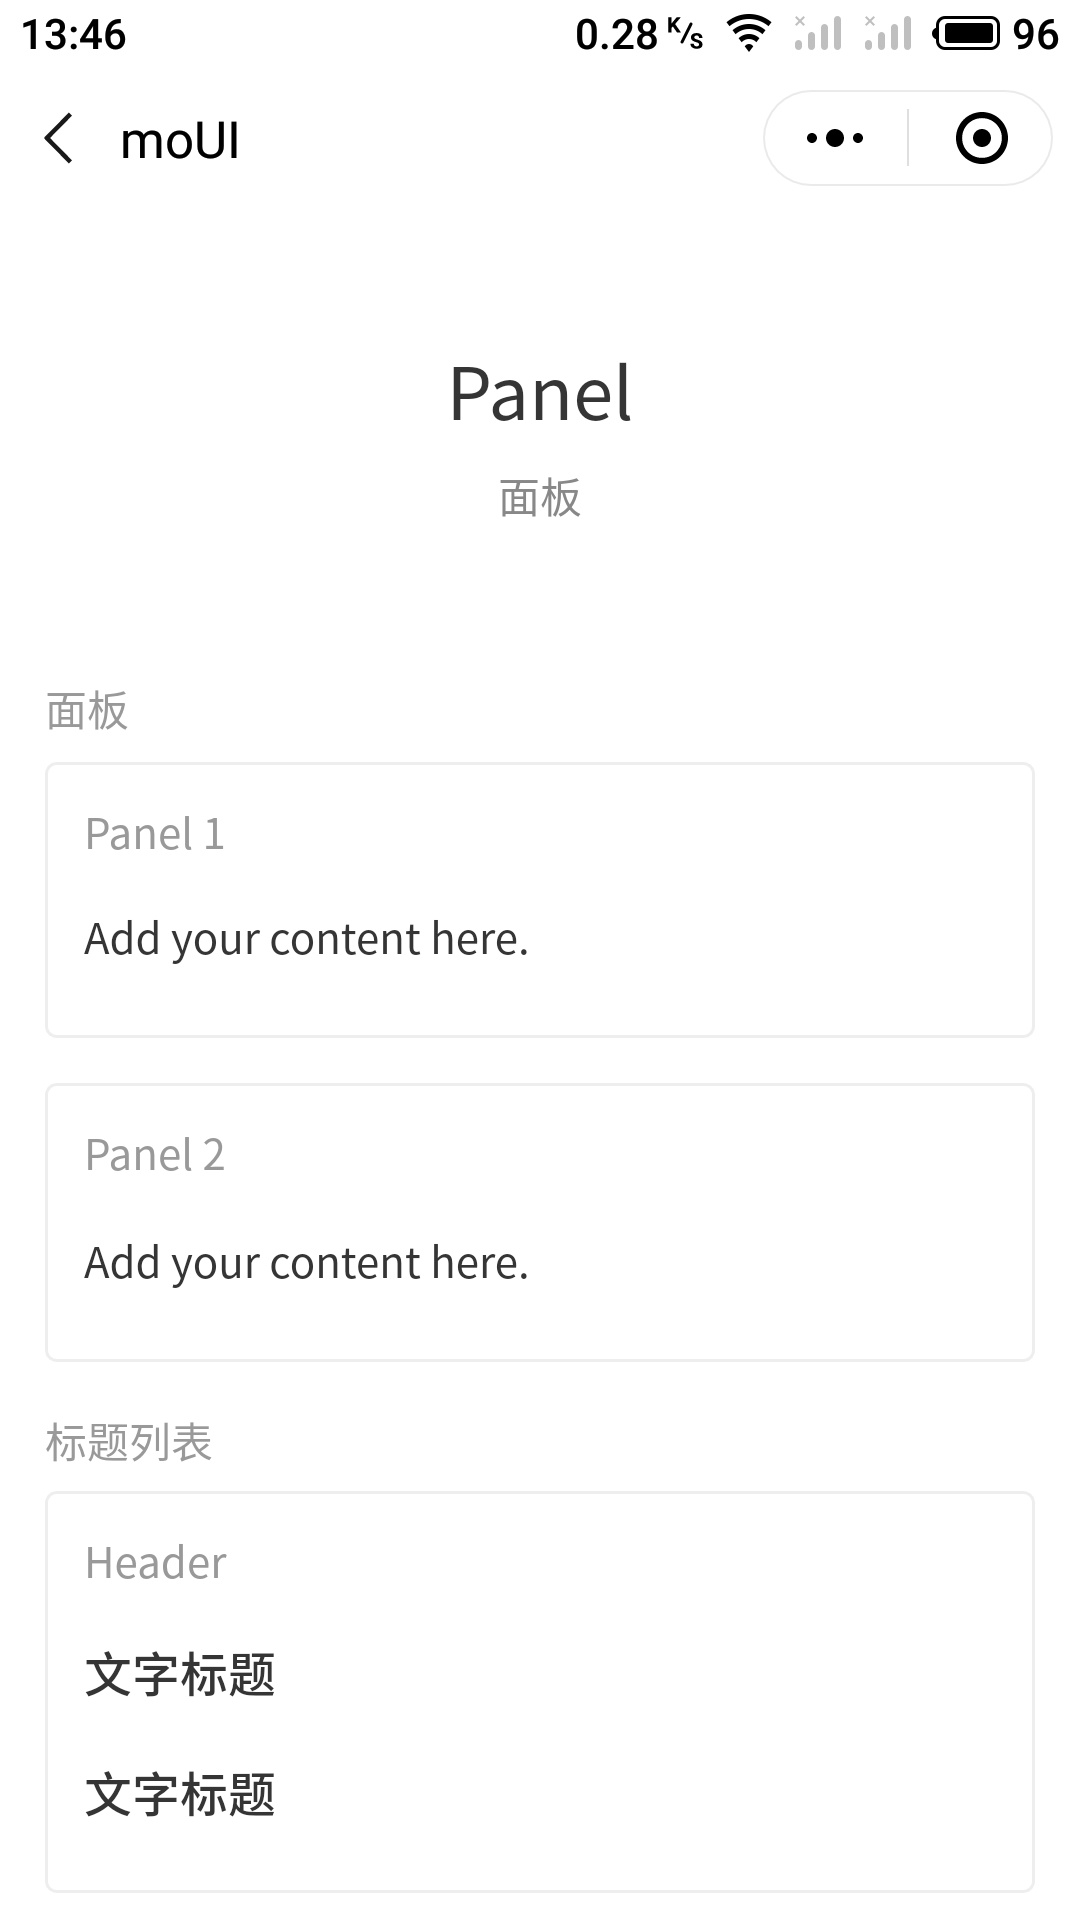 13:46 0.28 K/s 96
moUI
Panel
面板
面板
Panel 1
Add your content here.
Panel 2
Add your content here.
标题列表
Header
文字标题
文字标题